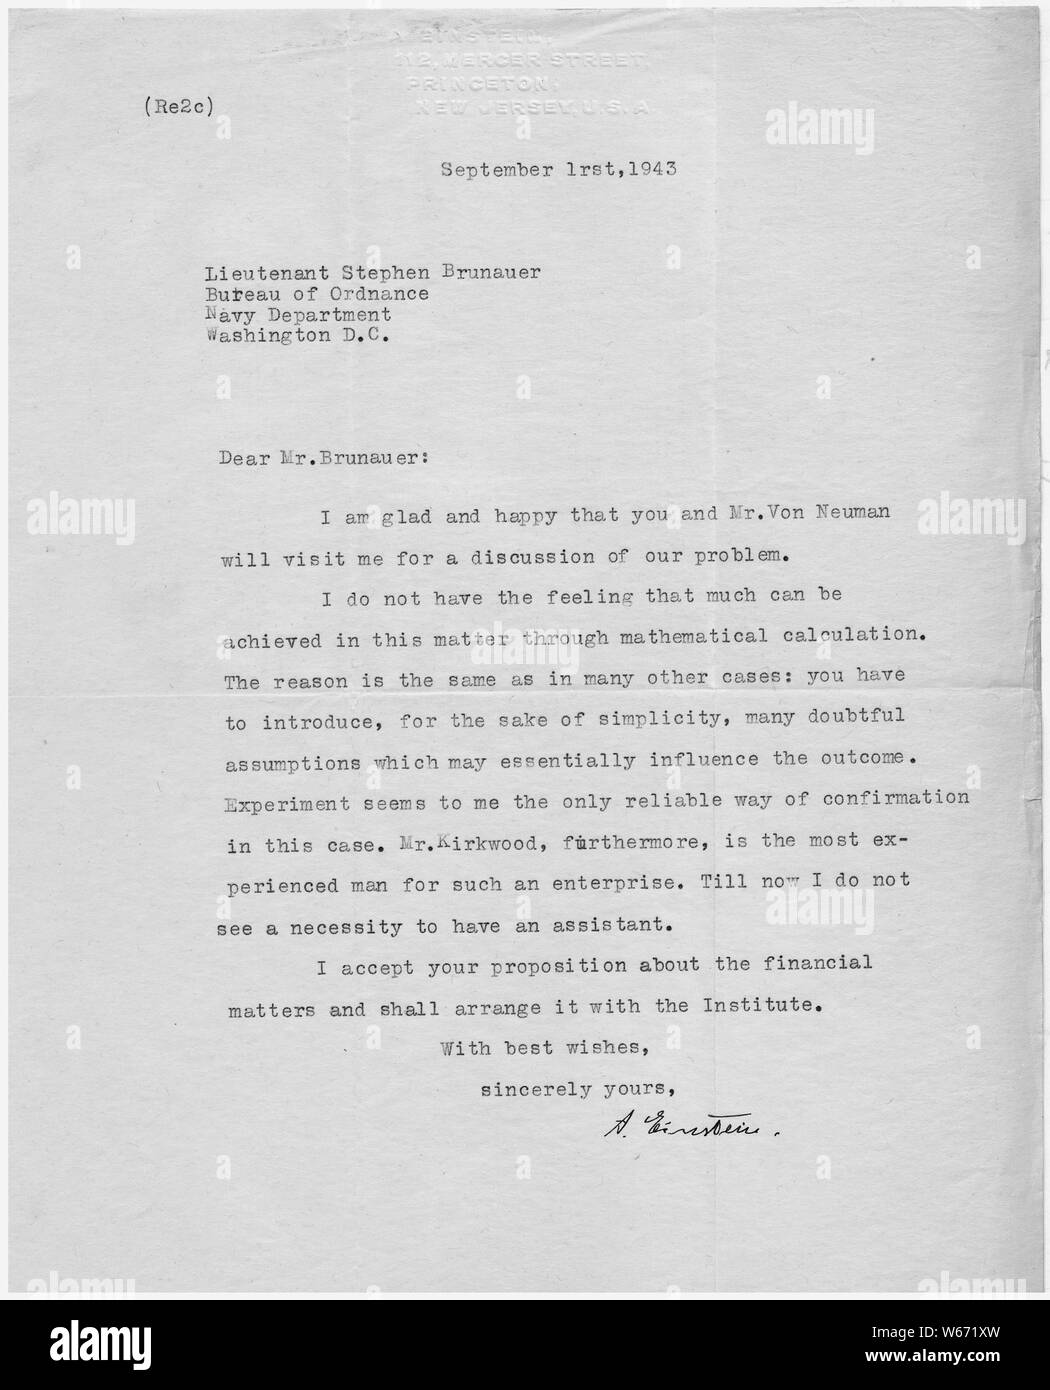 A. EINSTEIN,
112, MERCER STREET,
PRINCETON,
NEW JERSEY, U.S.A
(Re2c)
September 1rst,1943
Lieutenant Stephen Brunauer
Bureau of Ordnance
Navy Department
Washington D.C.
Dear Mr.Brunauer:
I am glad and happy that you and Mr.Von Neuman
will visit me for a discussion of our problem.
I do not have the feeling that much can be
achieved in this matter through mathematical calculation.
The reason is the same as in many other cases: you have
to introduce, for the sake of simplicity, many doubtful
assumptions which may essentially influence the outcome.
Experiment seems to me the only reliable way of confirmation
in this case. Mr.Kirkwood, furthermore, is the most ex-
perienced man for such an enterprise. Till now I do not
see a necessity to have an assistant.
I accept your proposition about the financial
matters and shall arrange it with the Institute.
With best wishes,
sincerely yours,
A. Einstein.
alamy
Image ID: W671XW
www.alamy.com